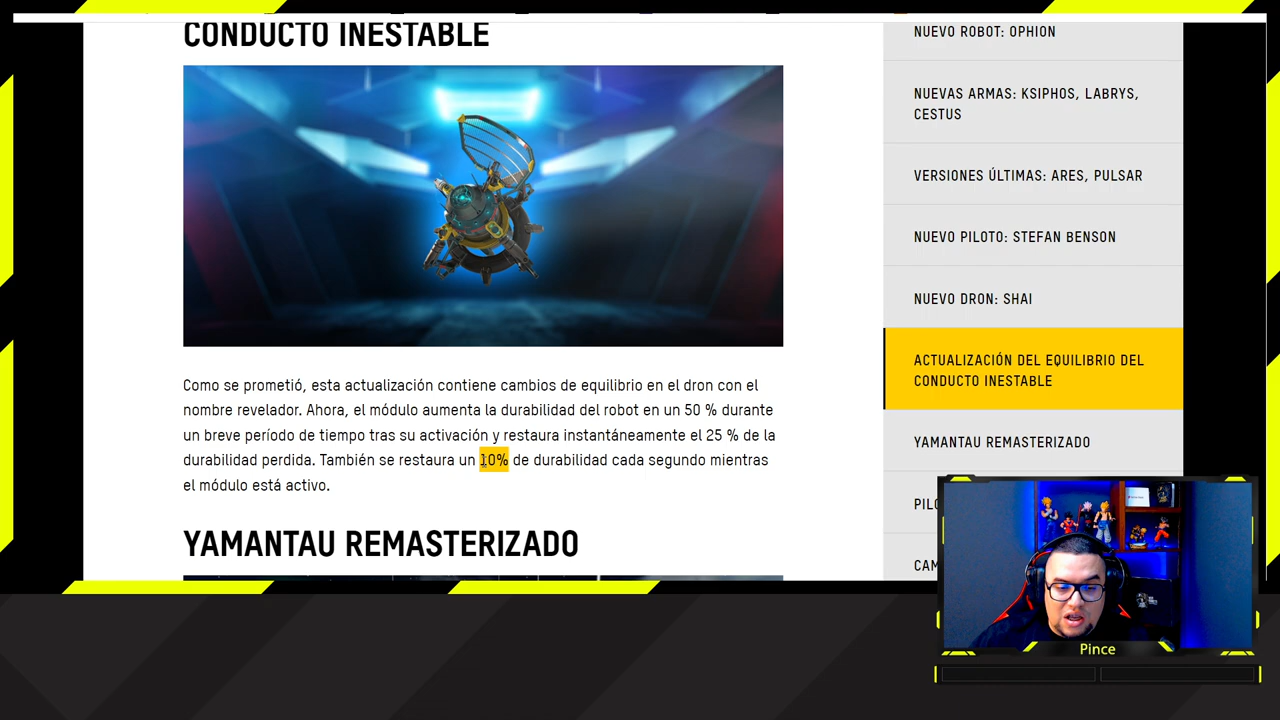 CONDUCTO INESTABLE
Como se prometió, esta actualización contiene cambios de equilibrio en el dron con el
nombre revelador. Ahora, el módulo aumenta la durabilidad del robot en un 50 % durante
un breve período de tiempo tras su activación y restaura instantáneamente el 25 % de la
durabilidad perdida. También se restaura un 10% de durabilidad cada segundo mientras
el módulo está activo.
YAMANTAU REMASTERIZADO
NUEVO ROBOT: OPHION
NUEVAS ARMAS: KSIPHOS, LABRYS,
CESTUS
VERSIONES ÚLTIMAS: ARES, PULSAR
NUEVO PILOTO: STEFAN BENSON
NUEVO DRON: SHAI
ACTUALIZACIÓN DEL EQUILIBRIO DEL
CONDUCTO INESTABLE
YAMANTAU REMASTERIZADO
PILO
CAM
Pince